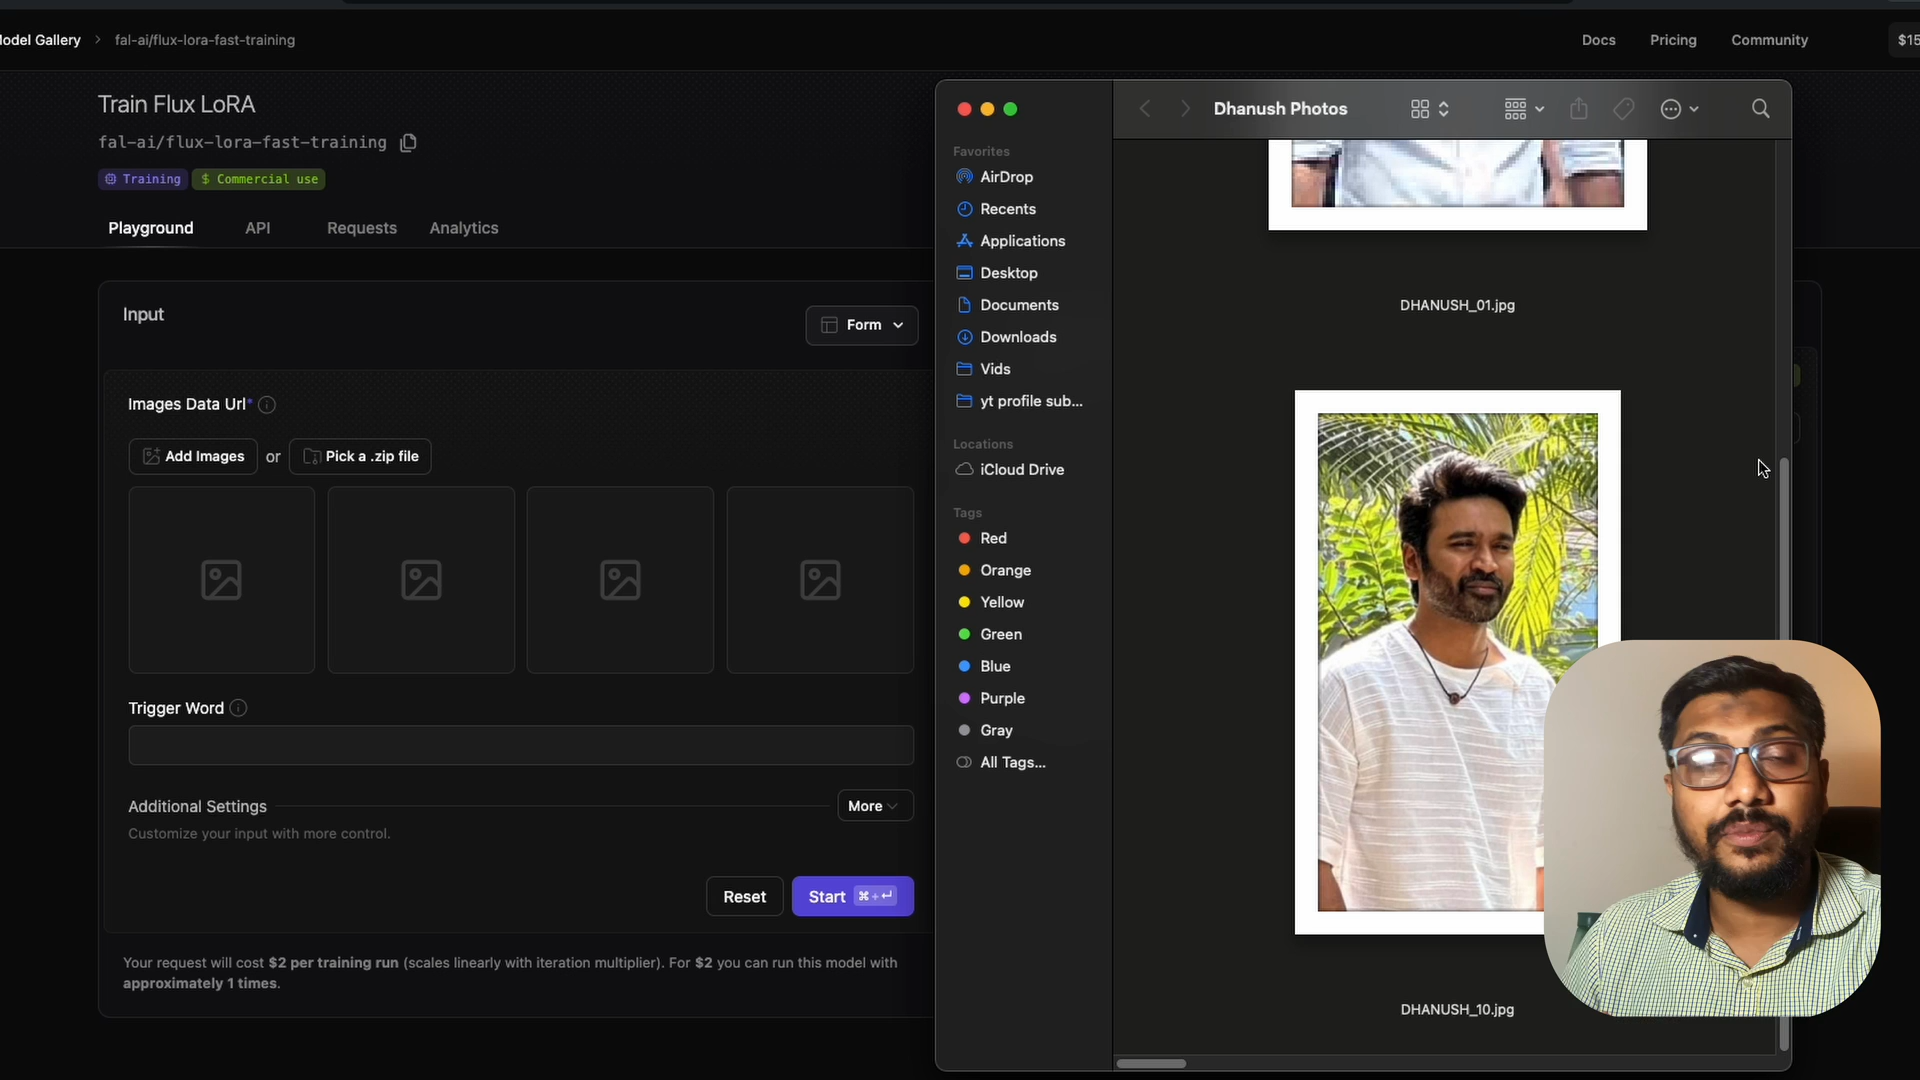 Model Gallery > fal-ai/flux-lora-fast-training
Docs Pricing Community $15
Train Flux LoRA
fal-ai/flux-lora-fast-training
Training $ Commercial use
Playground API Requests Analytics
Input
Form
Images Data Url*
Add Images or Pick a .zip file
Trigger Word
Additional Settings
More
Customize your input with more control.
Reset
Start ⌘+↵
Your request will cost $2 per training run (scales linearly with iteration multiplier). For $2 you can run this model with
approximately 1 times.
Dhanush Photos
Favorites
AirDrop
Recents
Applications
Desktop
Documents
Downloads
Vids
yt profile sub...
Locations
iCloud Drive
Tags
Red
Orange
Yellow
Green
Blue
Purple
Gray
All Tags...
DHANUSH_01.jpg
DHANUSH_10.jpg